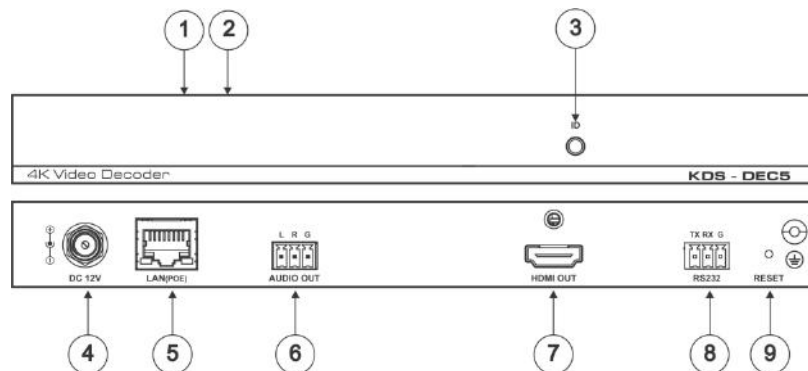 1 2 3
ID
4K Video Decoder KDS - DEC5
L R G TX RX G
DC 12V LAN(POE) AUDIO OUT HDMI OUT RS232 RESET
4 5 6 7 8 9